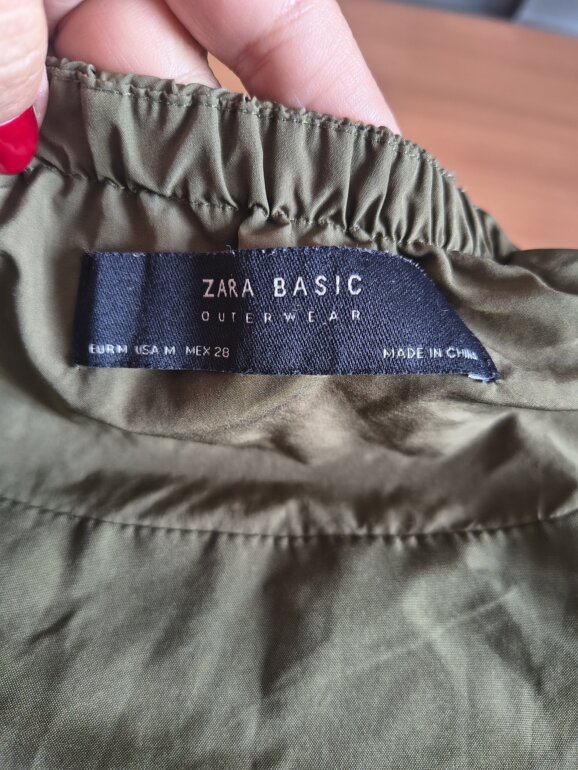 ZARA BASIC
OUTERWEAR
EUR M USA M MEX 28
MADE IN CHINA